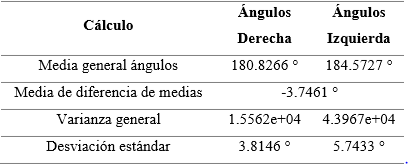 Cálculo Ángulos Derecha Ángulos Izquierda
Media general ángulos 180.8266 ° 184.5727 °
Media de diferencia de medias -3.7461 °
Varianza general 1.5562e+04 4.3967e+04
Desviación estándar 3.8146 ° 5.7433 °